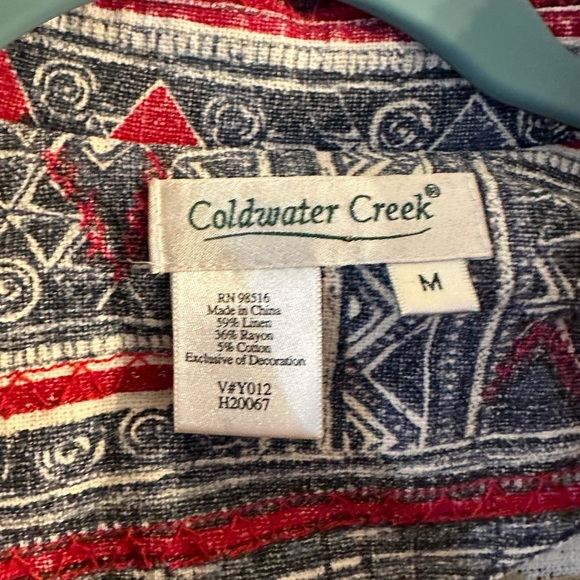 Coldwater Creek®
M
RN 98516
Made in China
59% Linen
36% Rayon
5% Cotton
Exclusive of Decoration
V#Y012
H20067